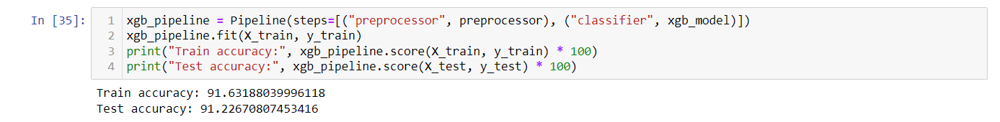 In [35]: 1 xgb_pipeline = Pipeline(steps=[("preprocessor", preprocessor), ("classifier", xgb_model)])
2 xgb_pipeline.fit(X_train, y_train)
3 print("Train accuracy:", xgb_pipeline.score(X_train, y_train) * 100)
4 print("Test accuracy:", xgb_pipeline.score(X_test, y_test) * 100)
Train accuracy: 91.63188039996118
Test accuracy: 91.22670807453416